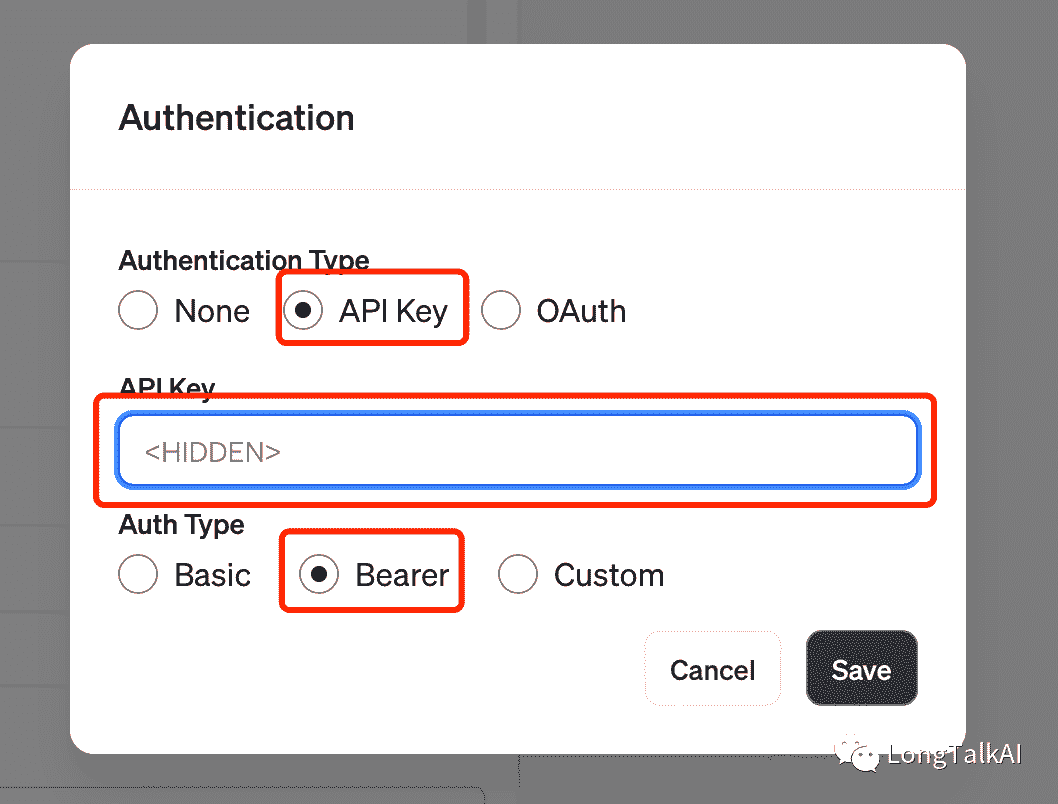 Authentication
Authentication Type
None API Key OAuth
API Key
<HIDDEN>
Auth Type
Basic Bearer Custom
Cancel Save
LongTalkAI